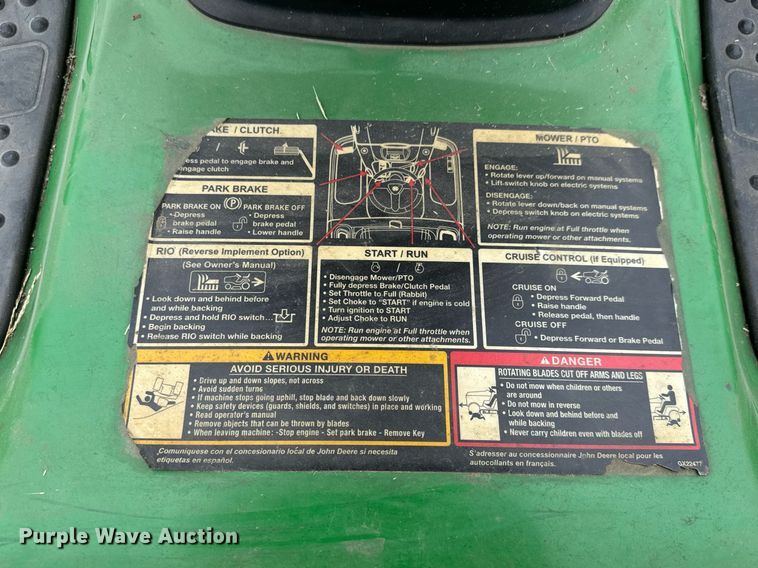 KE / CLUTCH
press pedal to engage brake and
engage clutch
PARK BRAKE
PARK BRAKE ON (P) PARK BRAKE OFF
• Depress brake pedal
• Raise handle
• Depress brake pedal
• Lower handle
MOWER / PTO
ENGAGE:
• Rotate lever up/forward on manual systems
• Lift switch knob on electric systems
DISENGAGE:
• Rotate lever down/back on manual systems
• Depress switch knob on electric systems
NOTE: Run engine at Full throttle when
operating mower or other attachments.
RIO (Reverse Implement Option)
(See Owner's Manual)
• Look down and behind before
and while backing
• Depress and hold RIO switch...
• Begin backing
• Release RIO switch while backing
START / RUN
• Disengage Mower/PTO
• Fully depress Brake/Clutch Pedal
• Set Throttle to Full (Rabbit)
• Set Choke to "START" if engine is cold
• Turn ignition to START
• Adjust Choke to RUN
NOTE: Run engine at Full throttle when
operating mower or other attachments.
CRUISE CONTROL (If Equipped)
CRUISE ON
• Depress Forward Pedal
• Raise handle
• Release pedal, then handle
CRUISE OFF
• Depress Forward or Brake Pedal
WARNING
AVOID SERIOUS INJURY OR DEATH
• Drive up and down slopes, not across
• Avoid sudden turns
• If machine stops going uphill, stop blade and back down slowly
• Keep safety devices (guards, shields, and switches) in place and working
• Read operator's manual
• Remove objects that can be thrown by blades
• When leaving machine: -Stop engine - Set park brake - Remove Key
DANGER
ROTATING BLADES CUT OFF ARMS AND LEGS
• Do not mow when children or others
are around
• Do not mow in reverse
• Look down and behind before and
while backing
• Never carry children even with blades off
Comuníquese con el concesionario local de John Deere si necesita
etiquetas en español.
S'adresser au concessionnaire John Deere local pour les
autocollants en français.
GX22477
Purple Wave Auction
Purple Wave Auction